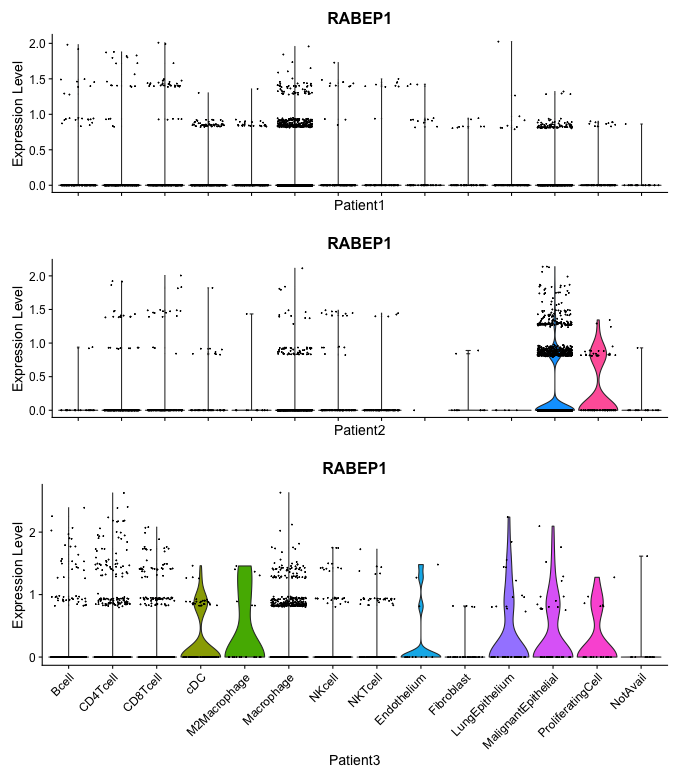 RABEP1
Expression Level
2.0
1.5
1.0
0.5
0.0
Patient1
RABEP1
Expression Level
2.0
1.5
1.0
0.5
0.0
Patient2
RABEP1
Expression Level
2
1
0
Bcell
CD4Tcell
CD8Tcell
cDC
M2Macrophage
Macrophage
NKcell
NKTcell
Endothelium
Fibroblast
LungEpithelium
MalignantEpithelial
ProliferatingCell
NotAvail
Patient3